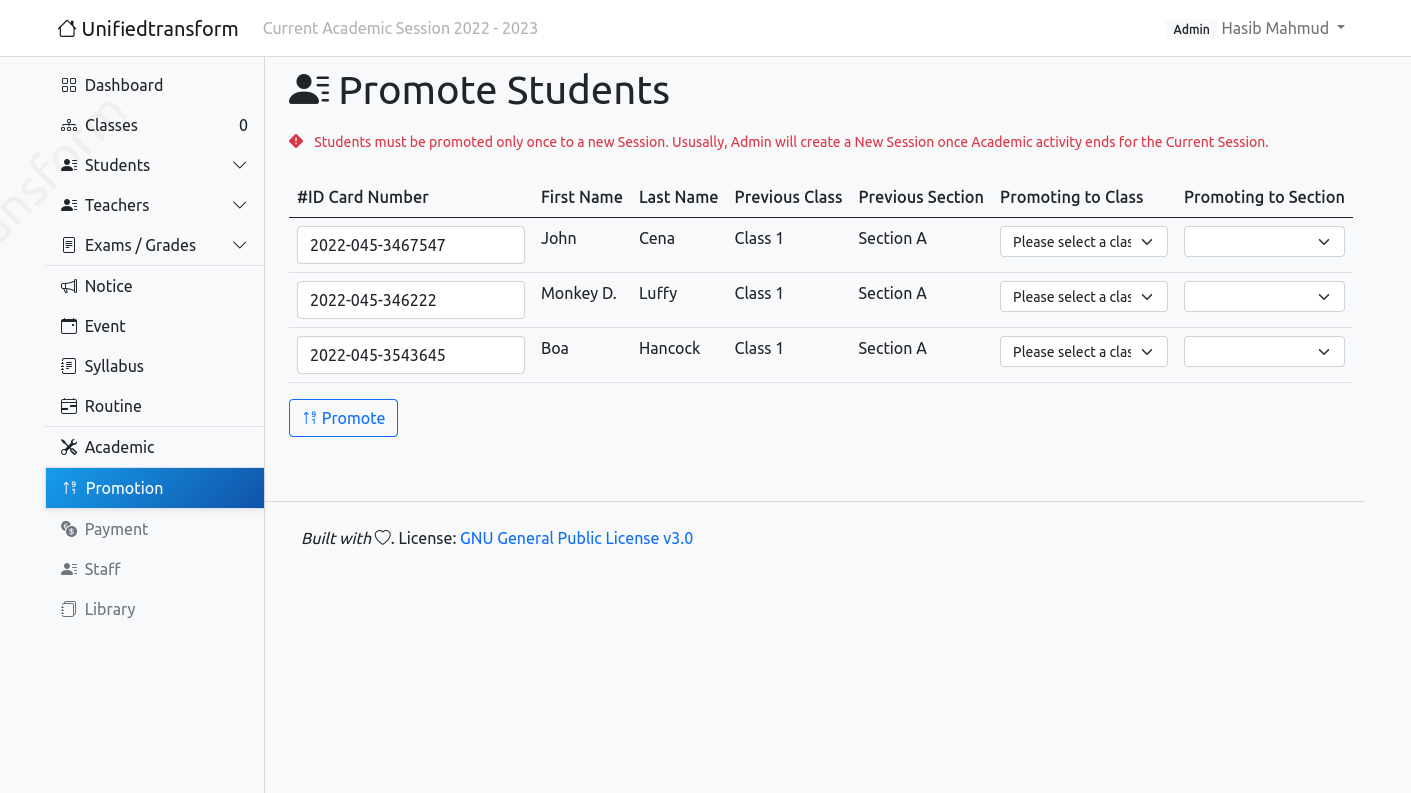 Unifiedtransform Current Academic Session 2022 - 2023 Admin Hasib Mahmud
Dashboard
Classes 0
Students
Teachers
Exams / Grades
Notice
Event
Syllabus
Routine
Academic
Promotion
Payment
Staff
Library
Promote Students
Students must be promoted only once to a new Session. Ususally, Admin will create a New Session once Academic activity ends for the Current Session.
#ID Card Number First Name Last Name Previous Class Previous Section Promoting to Class Promoting to Section
2022-045-3467547 John Cena Class 1 Section A Please select a clas
2022-045-346222 Monkey D. Luffy Class 1 Section A Please select a clas
2022-045-3543645 Boa Hancock Class 1 Section A Please select a clas
Promote
Built with . License: GNU General Public License v3.0